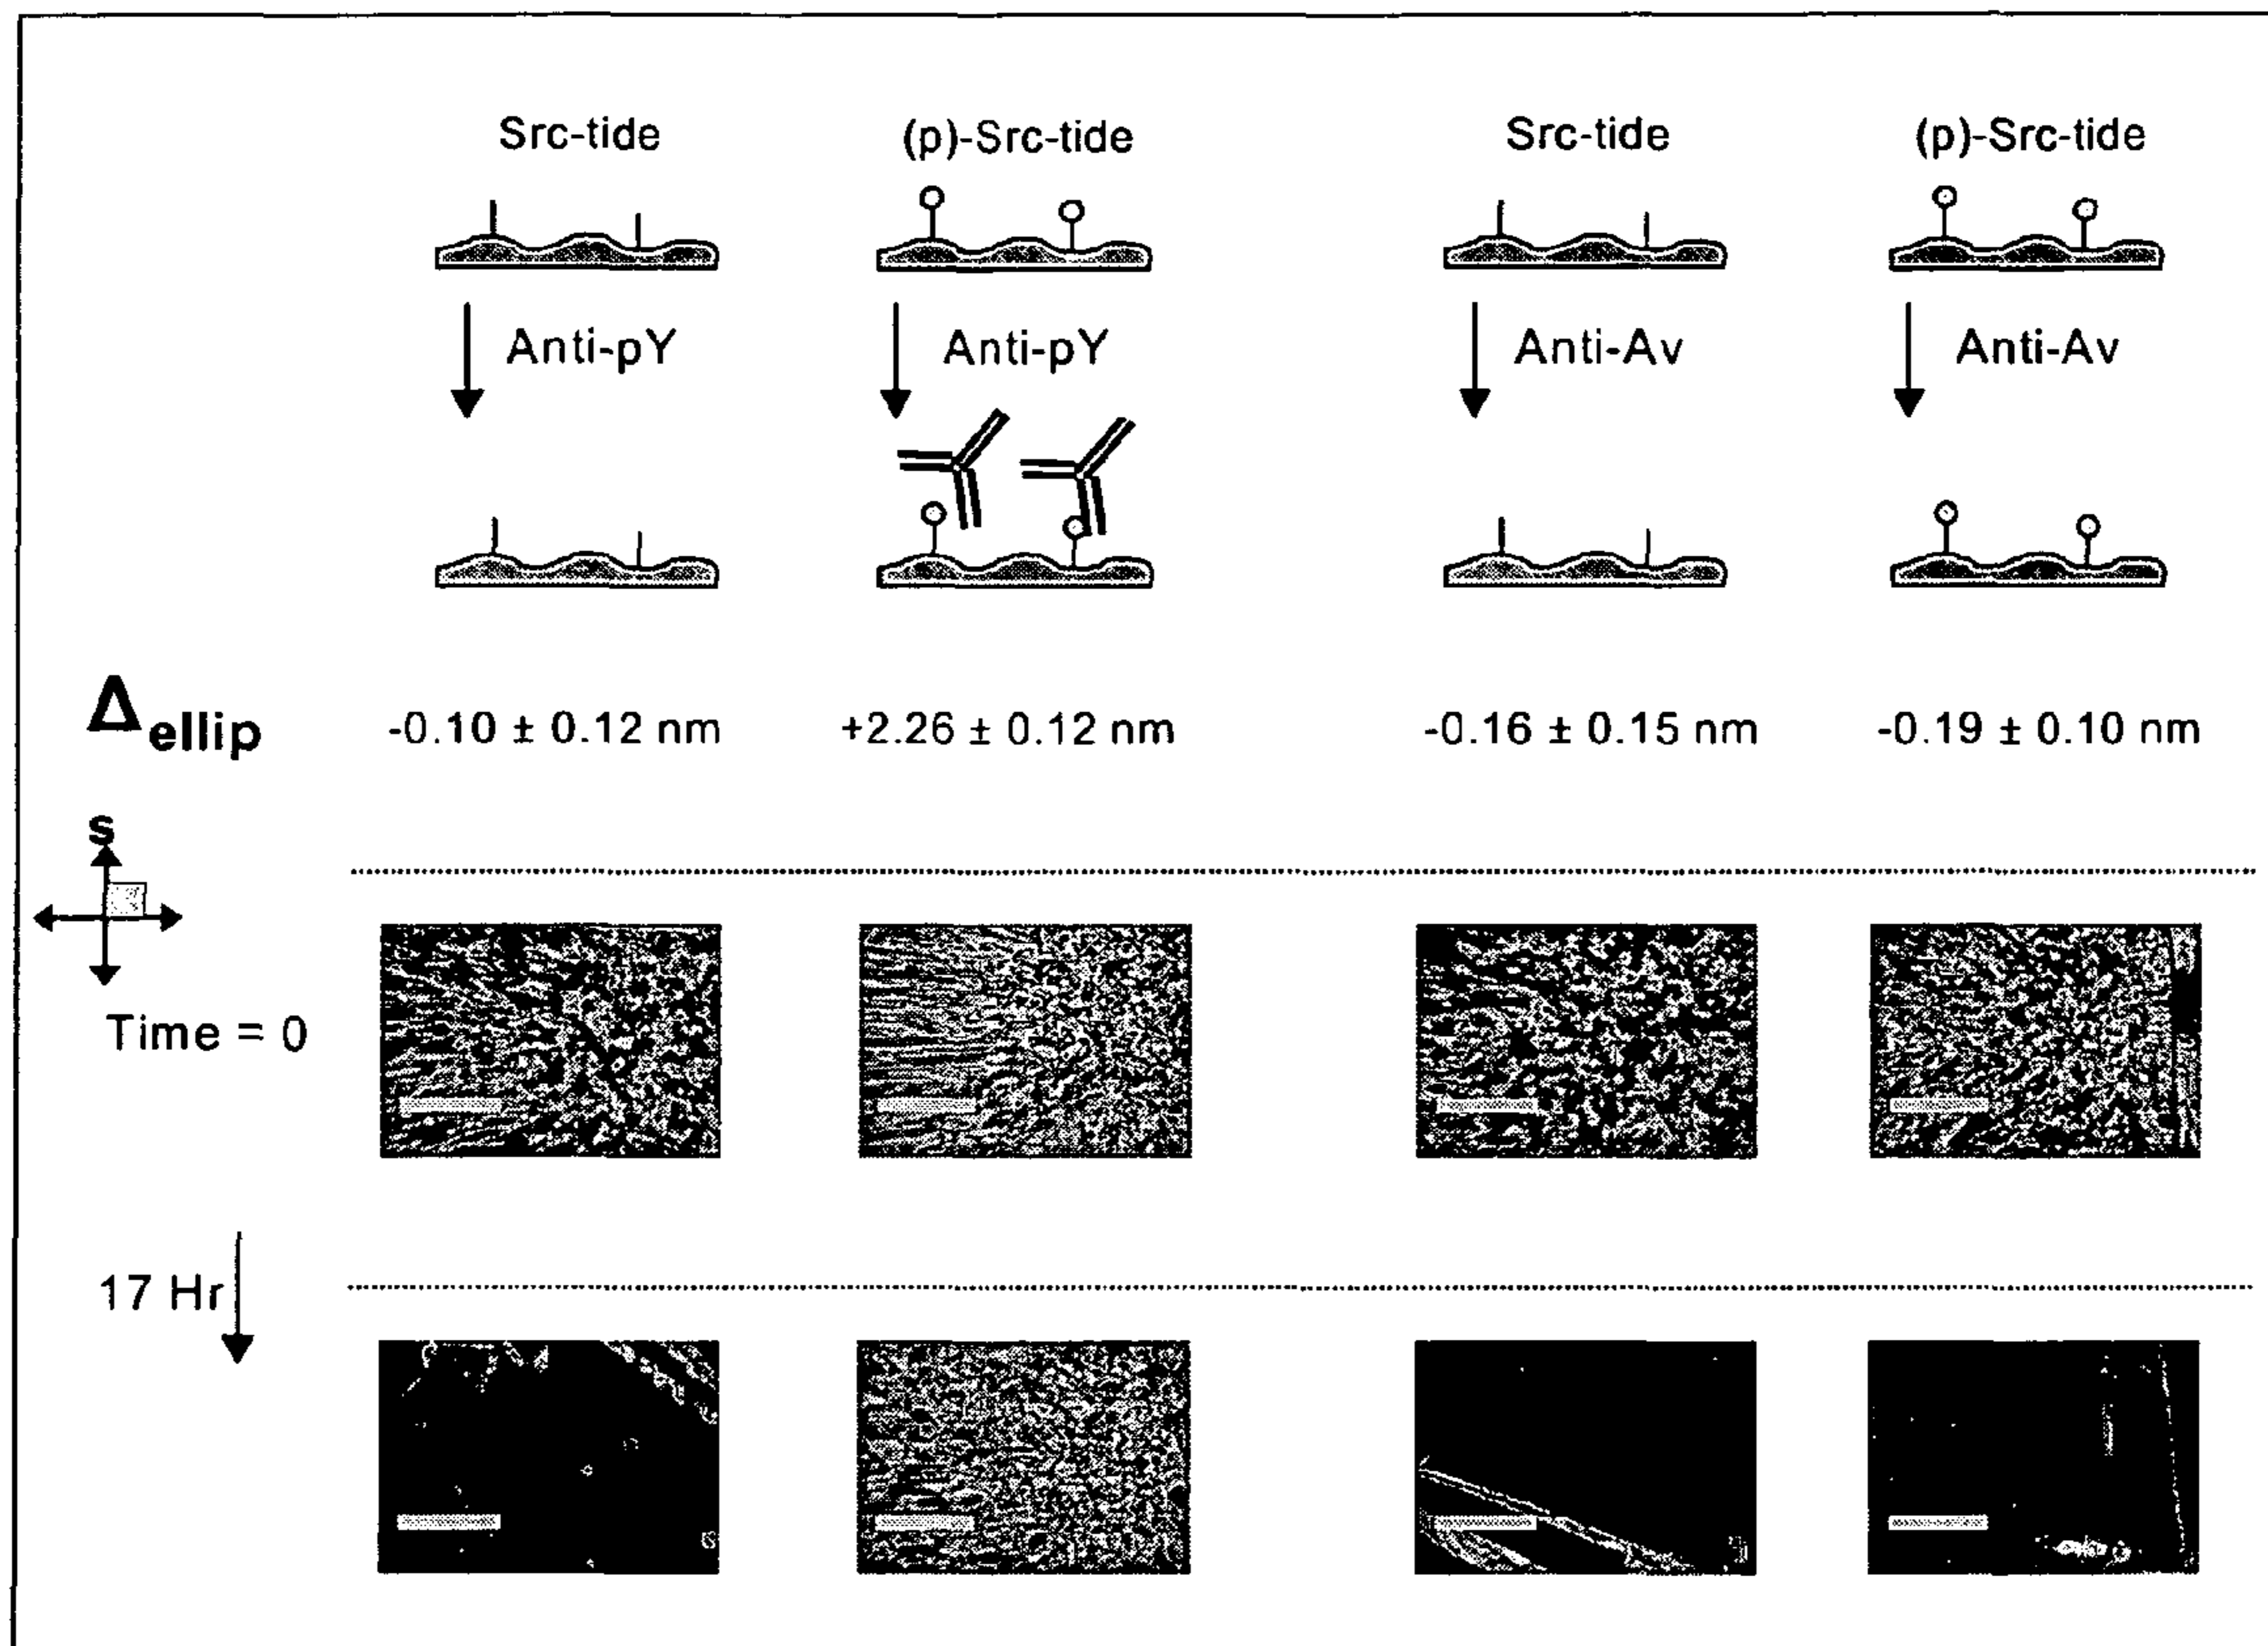 Src-tide (p)-Src-tide Src-tide (p)-Src-tide
Anti-pY Anti-pY Anti-Av Anti-Av
Δellip -0.10 ± 0.12 nm +2.26 ± 0.12 nm -0.16 ± 0.15 nm -0.19 ± 0.10 nm
s
Time = 0
17 Hr